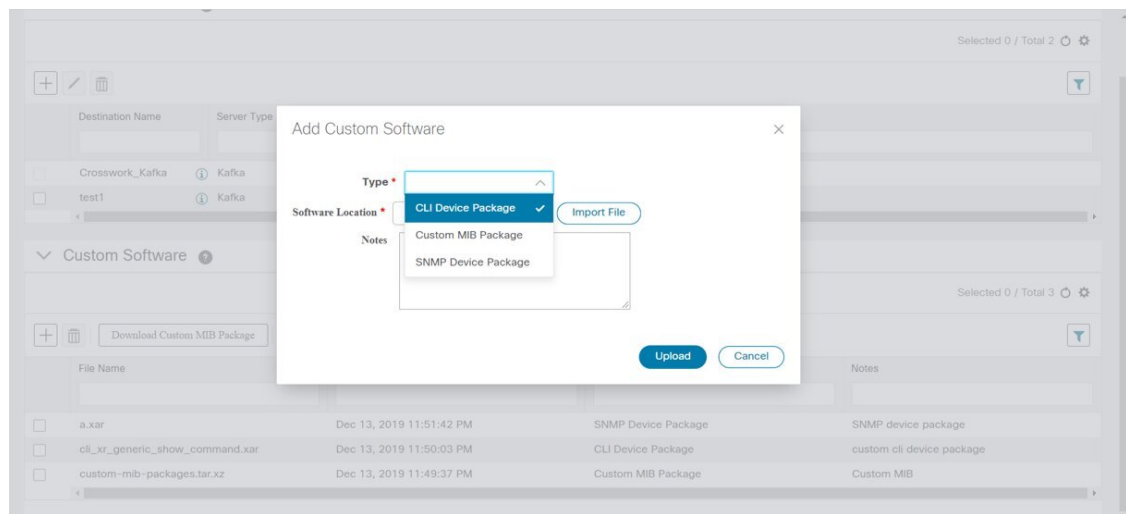 Selected 0 / Total 2
Destination Name Server Type
Add Custom Software
Crosswork_Kafka Kafka
test1 Kafka
Type *
CLI Device Package
Software Location * Import File
Custom MIB Package
Notes
SNMP Device Package
Custom Software
Selected 0 / Total 3
Download Custom MIB Package
Upload Cancel
File Name Notes
a.xar Dec 13, 2019 11:51:42 PM SNMP Device Package SNMP device package
cli_xr_generic_show_command.xar Dec 13, 2019 11:50:03 PM CLI Device Package custom cli device package
custom-mib-packages.tar.xz Dec 13, 2019 11:49:37 PM Custom MIB Package Custom MIB